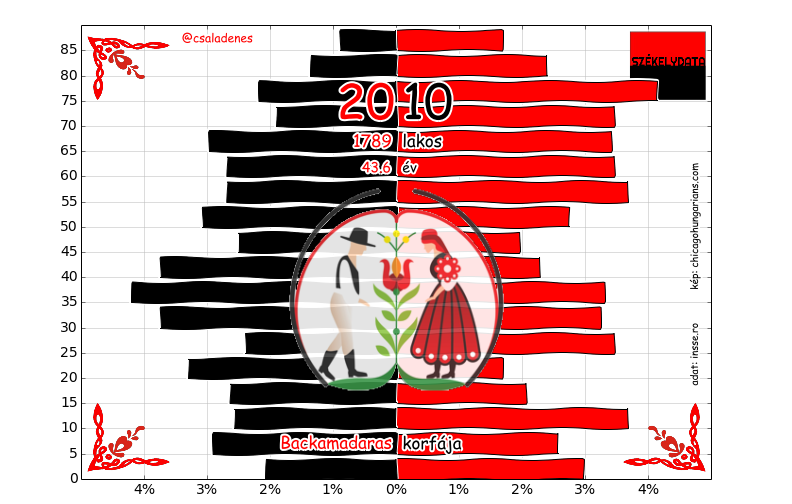 @csaladenes
SZÉKELYDATA
2010
1789 lakos
43.6 év
kép: chicagohungarians.com
adat: insse.ro
Backamadaras korfája
85
80
75
70
65
60
55
50
45
40
35
30
25
20
15
10
5
0
4% 3% 2% 1% 0% 1% 2% 3% 4%